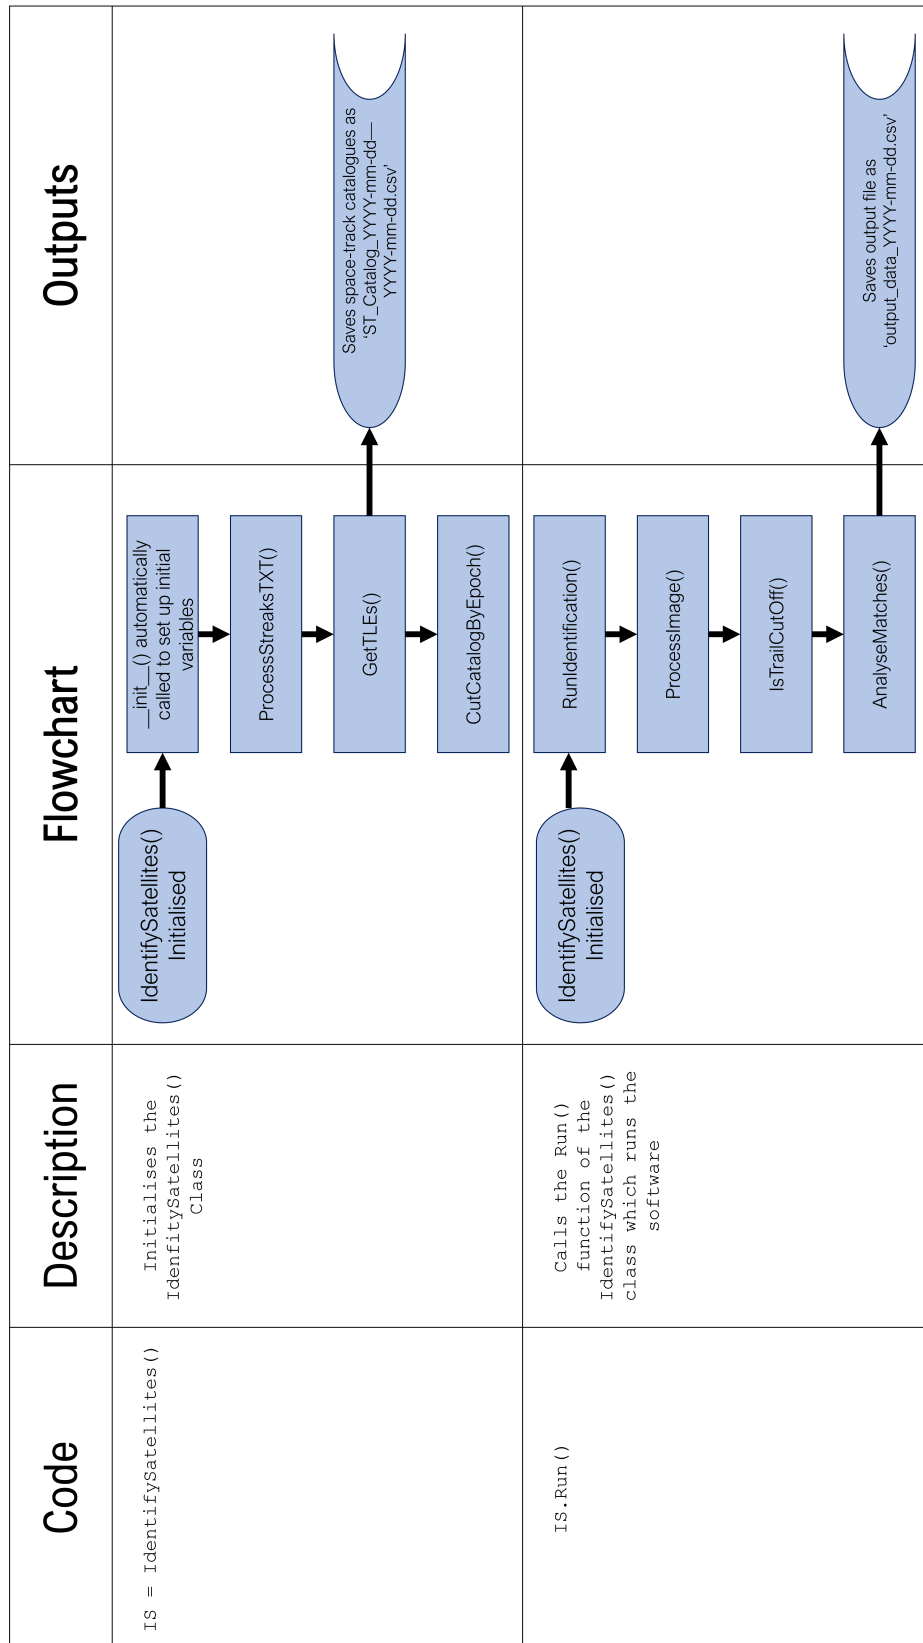 Code
Description
Flowchart
Outputs
IS = IdentifySatellites()
Initialises the
IdenfitySatellites()
Class
IdentifySatellites()
Initialised
__init__() automatically
called to set up initial
variables
ProcessStreaksTXT()
GetTLEs()
CutCatalogByEpoch()
Saves space-track catalogues as
‘ST_Catalog_YYYY-mm-dd—
YYYY-mm-dd.csv’
IS.Run()
Calls the Run()
function of the
IdentifySatellites()
class which runs the
software
IdentifySatellites()
Initialised
RunIdentification()
ProcessImage()
IsTrailCutOff()
AnalyseMatches()
Saves output file as
‘output_data_YYYY-mm-dd.csv’